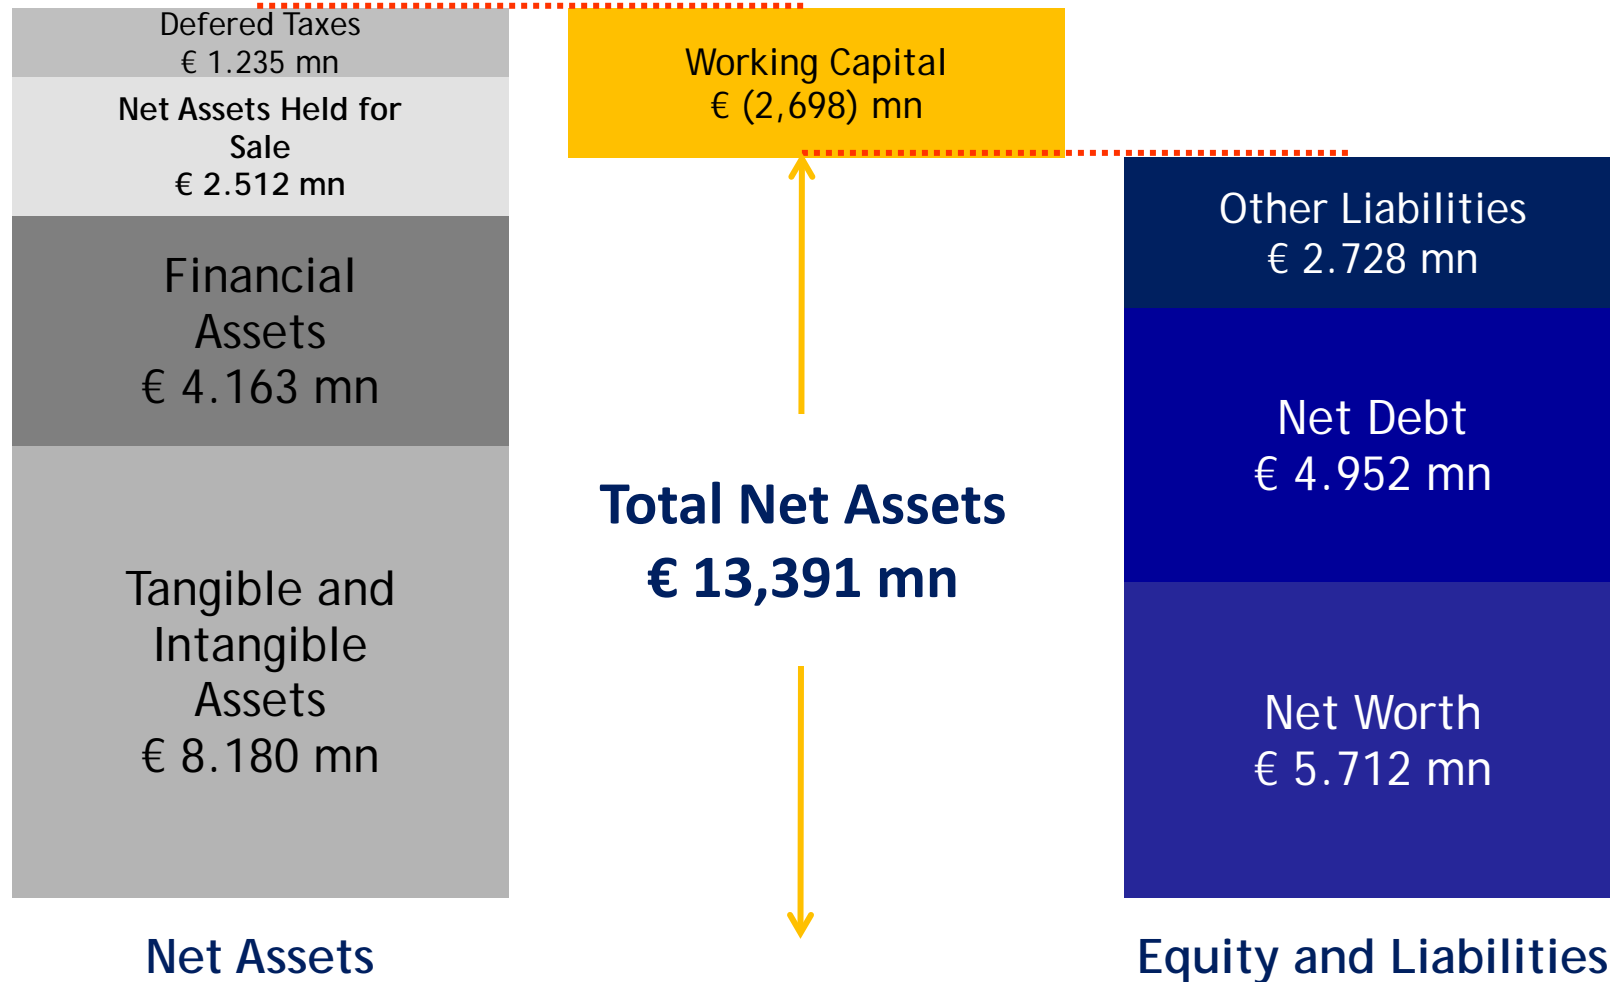 Defered Taxes
€ 1.235 mn
Net Assets Held for
Sale
€ 2.512 mn
Financial
Assets
€ 4.163 mn
Tangible and
Intangible
Assets
€ 8.180 mn
Net Assets
Working Capital
€ (2,698) mn
Total Net Assets
€ 13,391 mn
Other Liabilities
€ 2.728 mn
Net Debt
€ 4.952 mn
Net Worth
€ 5.712 mn
Equity and Liabilities